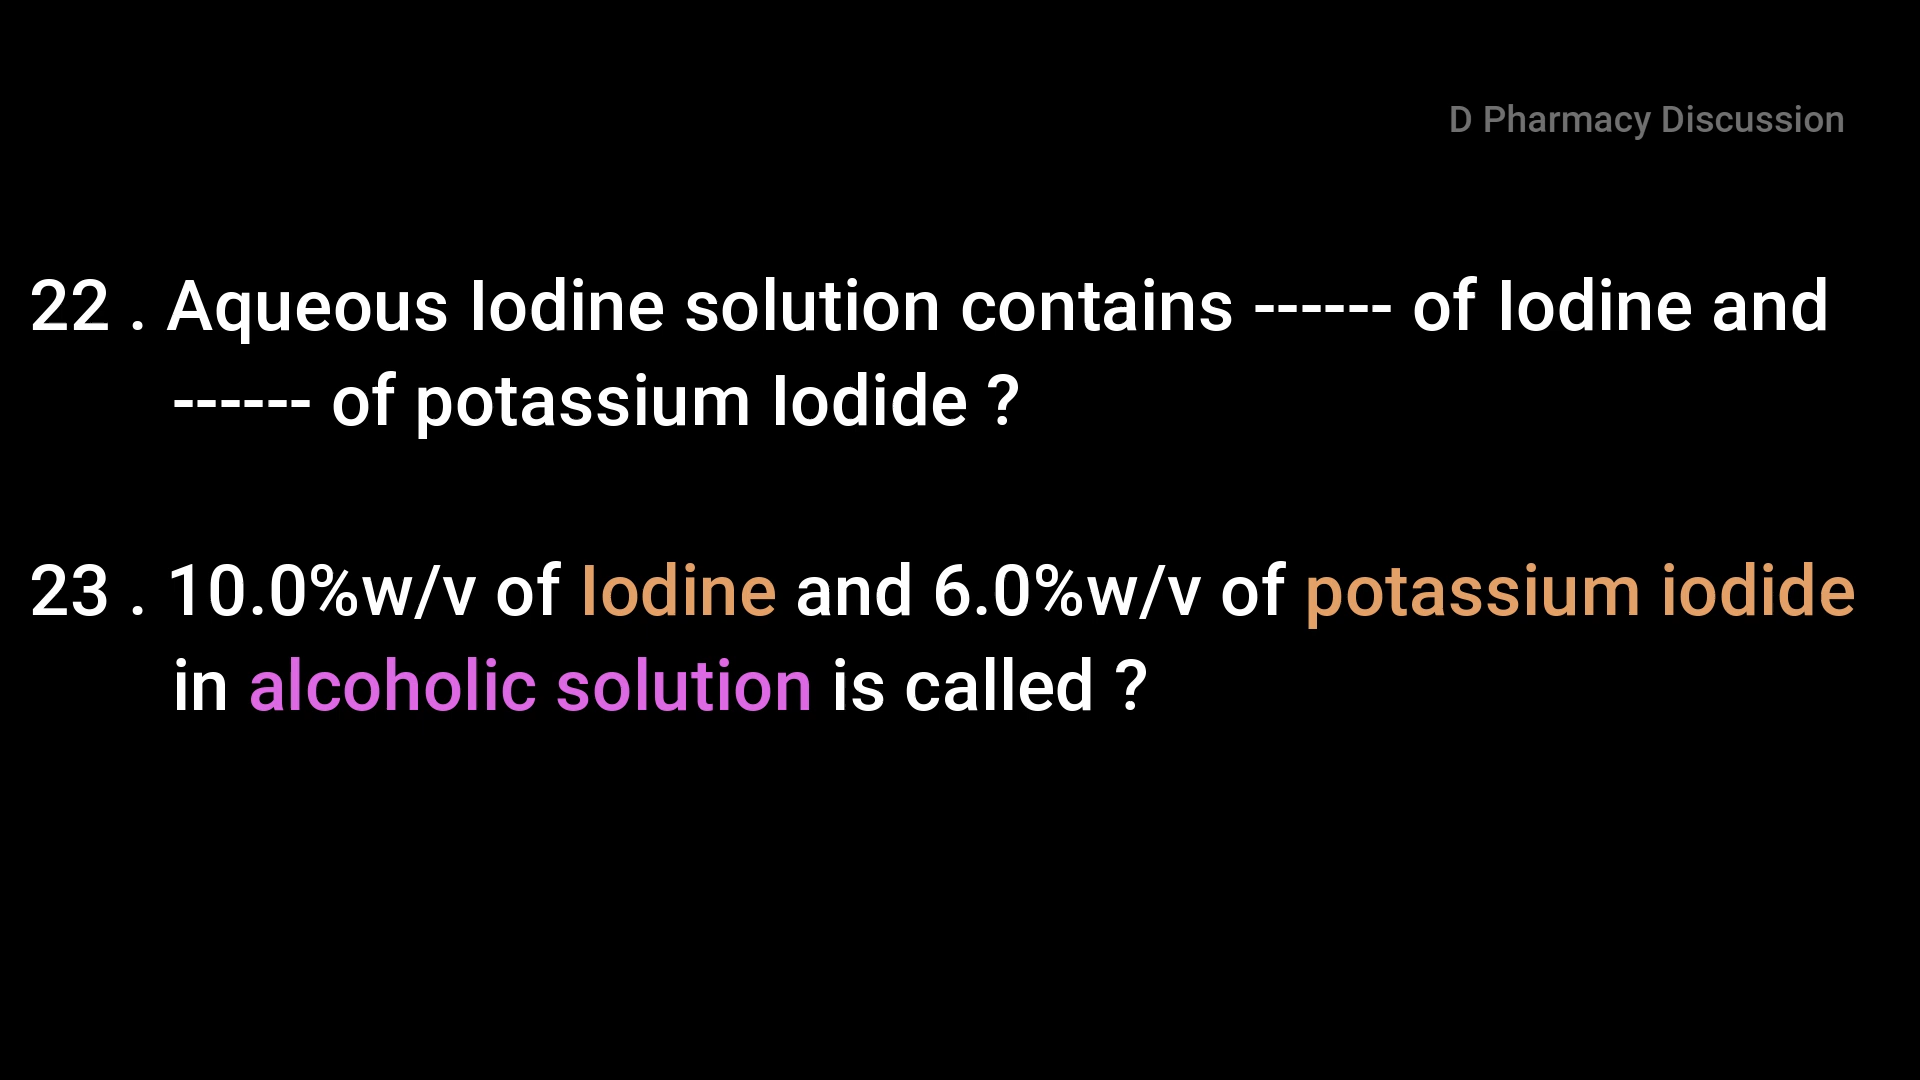 D Pharmacy Discussion
22 . Aqueous Iodine solution contains ------ of Iodine and
------ of potassium Iodide ?
23 . 10.0%w/v of Iodine and 6.0%w/v of potassium iodide
in alcoholic solution is called ?